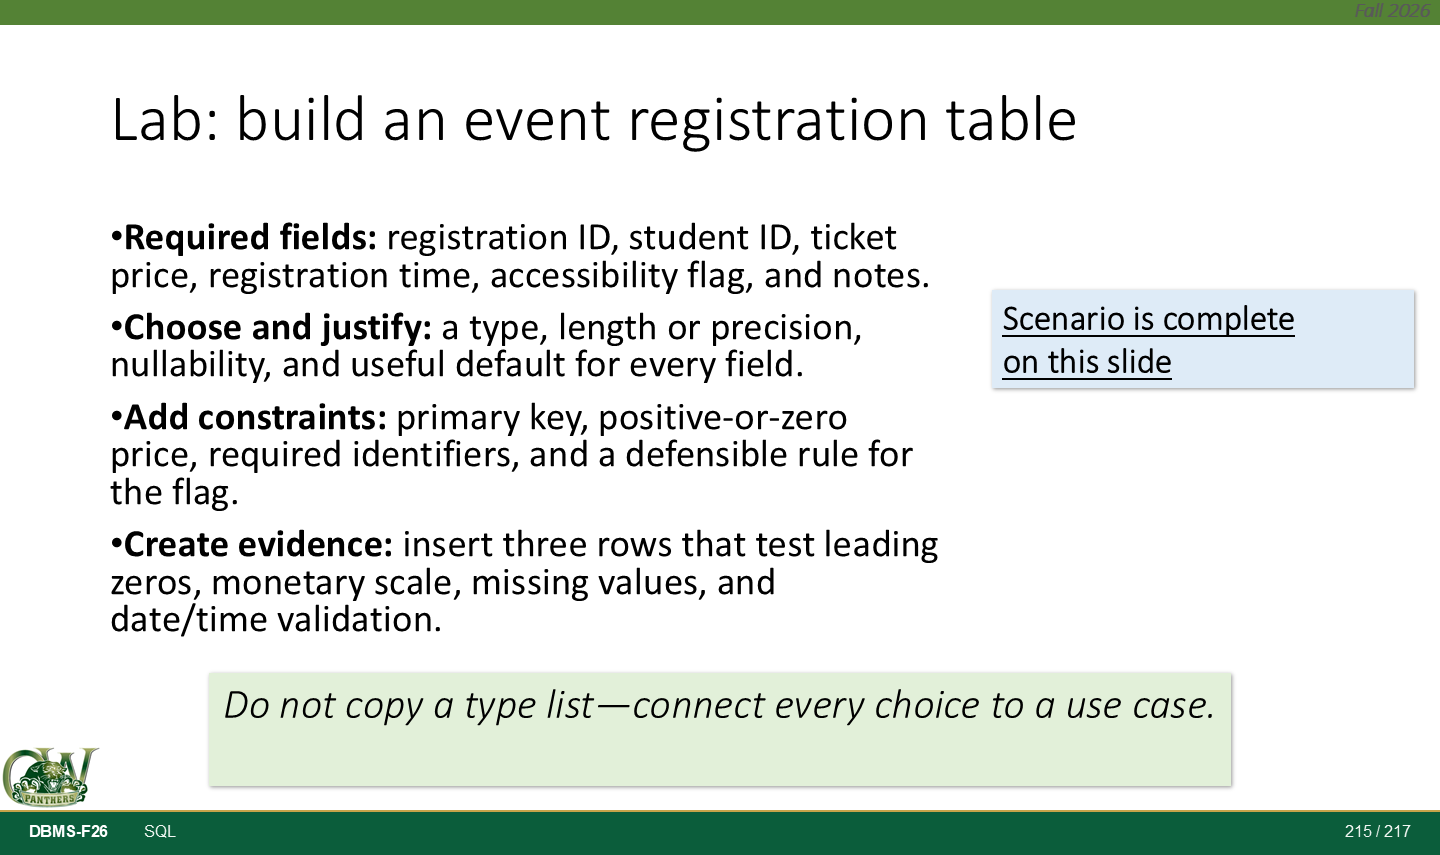 Fall 2026
Lab: build an event registration table
•Required fields: registration ID, student ID, ticket
price, registration time, accessibility flag, and notes.
•Choose and justify: a type, length or precision,
nullability, and useful default for every field.
•Add constraints: primary key, positive-or-zero
price, required identifiers, and a defensible rule for
the flag.
•Create evidence: insert three rows that test leading
zeros, monetary scale, missing values, and
date/time validation.
Scenario is complete
on this slide
Do not copy a type list—connect every choice to a use case.
OW
PANTHERS
DBMS-F26 SQL 215 / 217